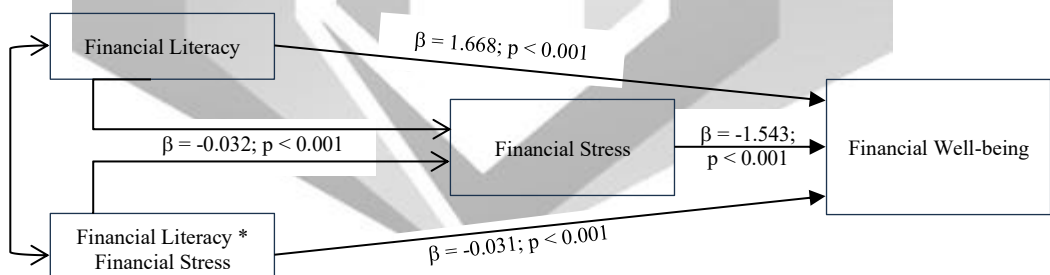 Financial Literacy
β = 1.668; p < 0.001
β = -0.032; p < 0.001
Financial Stress
β = -1.543;
p < 0.001
Financial Well-being
Financial Literacy *
Financial Stress
β = -0.031; p < 0.001